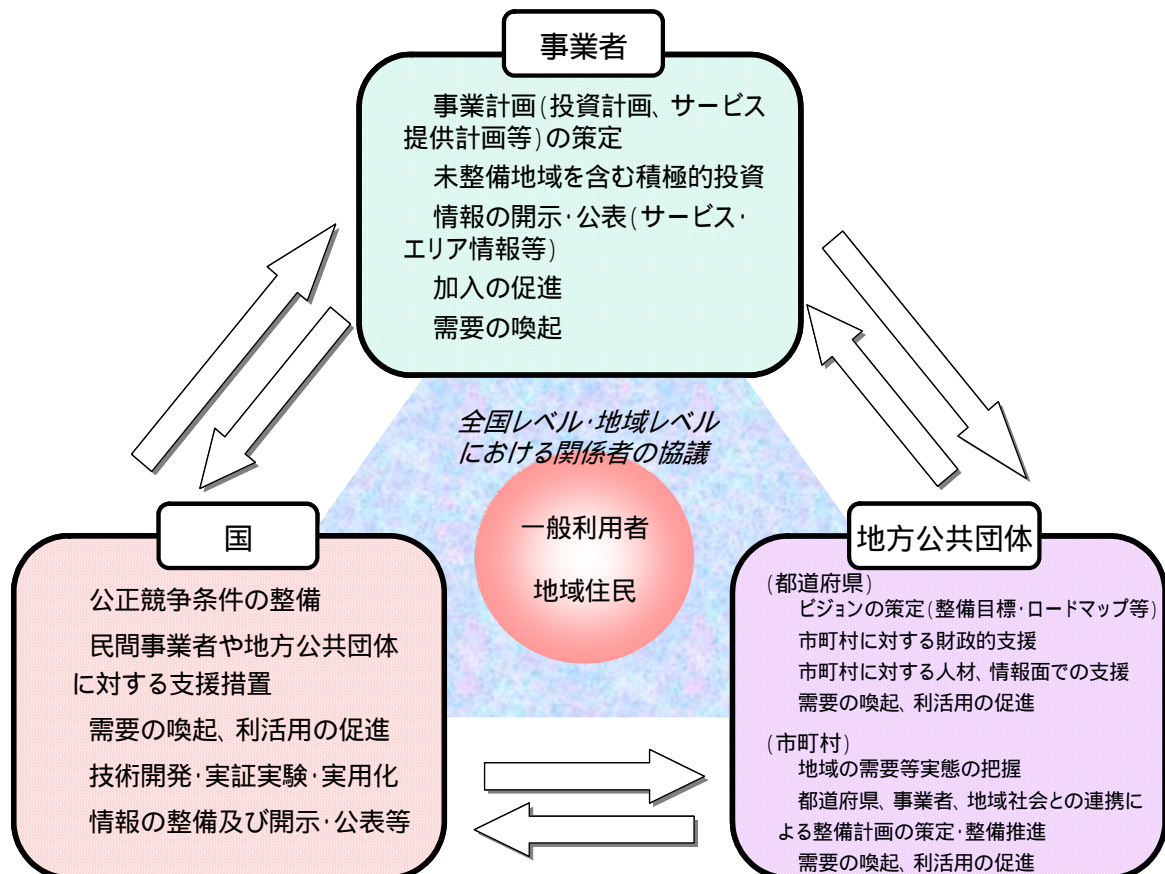 事業者
事業計画(投資計画、サービス
提供計画等)の策定
未整備地域を含む積極的投資
情報の開示・公表(サービス・
エリア情報等)
加入の促進
需要の喚起
全国レベル・地域レベル
における関係者の協議
一般利用者
地域住民
国
公正競争条件の整備
民間事業者や地方公共団体
に対する支援措置
需要の喚起、利活用の促進
技術開発・実証実験・実用化
情報の整備及び開示・公表等
地方公共団体
(都道府県)
ビジョンの策定(整備目標・ロードマップ等)
市町村に対する財政的支援
市町村に対する人材、情報面での支援
需要の喚起、利活用の促進
(市町村)
地域の需要等実態の把握
都道府県、事業者、地域社会との連携に
よる整備計画の策定・整備推進
需要の喚起、利活用の促進